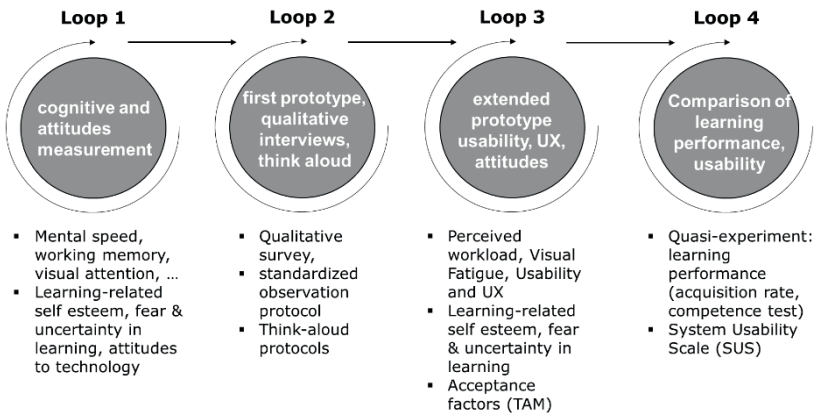 Loop 1
cognitive and
attitudes
measurement
▪ Mental speed,
working memory,
visual attention, ...
▪ Learning-related
self esteem, fear &
uncertainty in
learning, attitudes
to technology
Loop 2
first prototype,
qualitative
interviews,
think aloud
▪ Qualitative
survey,
▪ standardized
observation
protocol
▪ Think-aloud
protocols
Loop 3
extended
prototype
usability, UX,
attitudes
▪ Perceived
workload, Visual
Fatigue, Usability
and UX
▪ Learning-related
self esteem, fear
& uncertainty in
learning
▪ Acceptance
factors (TAM)
Loop 4
Comparison of
learning
performance,
usability
▪ Quasi-experiment:
learning
performance
(acquisition rate,
competence test)
▪ System Usability
Scale (SUS)